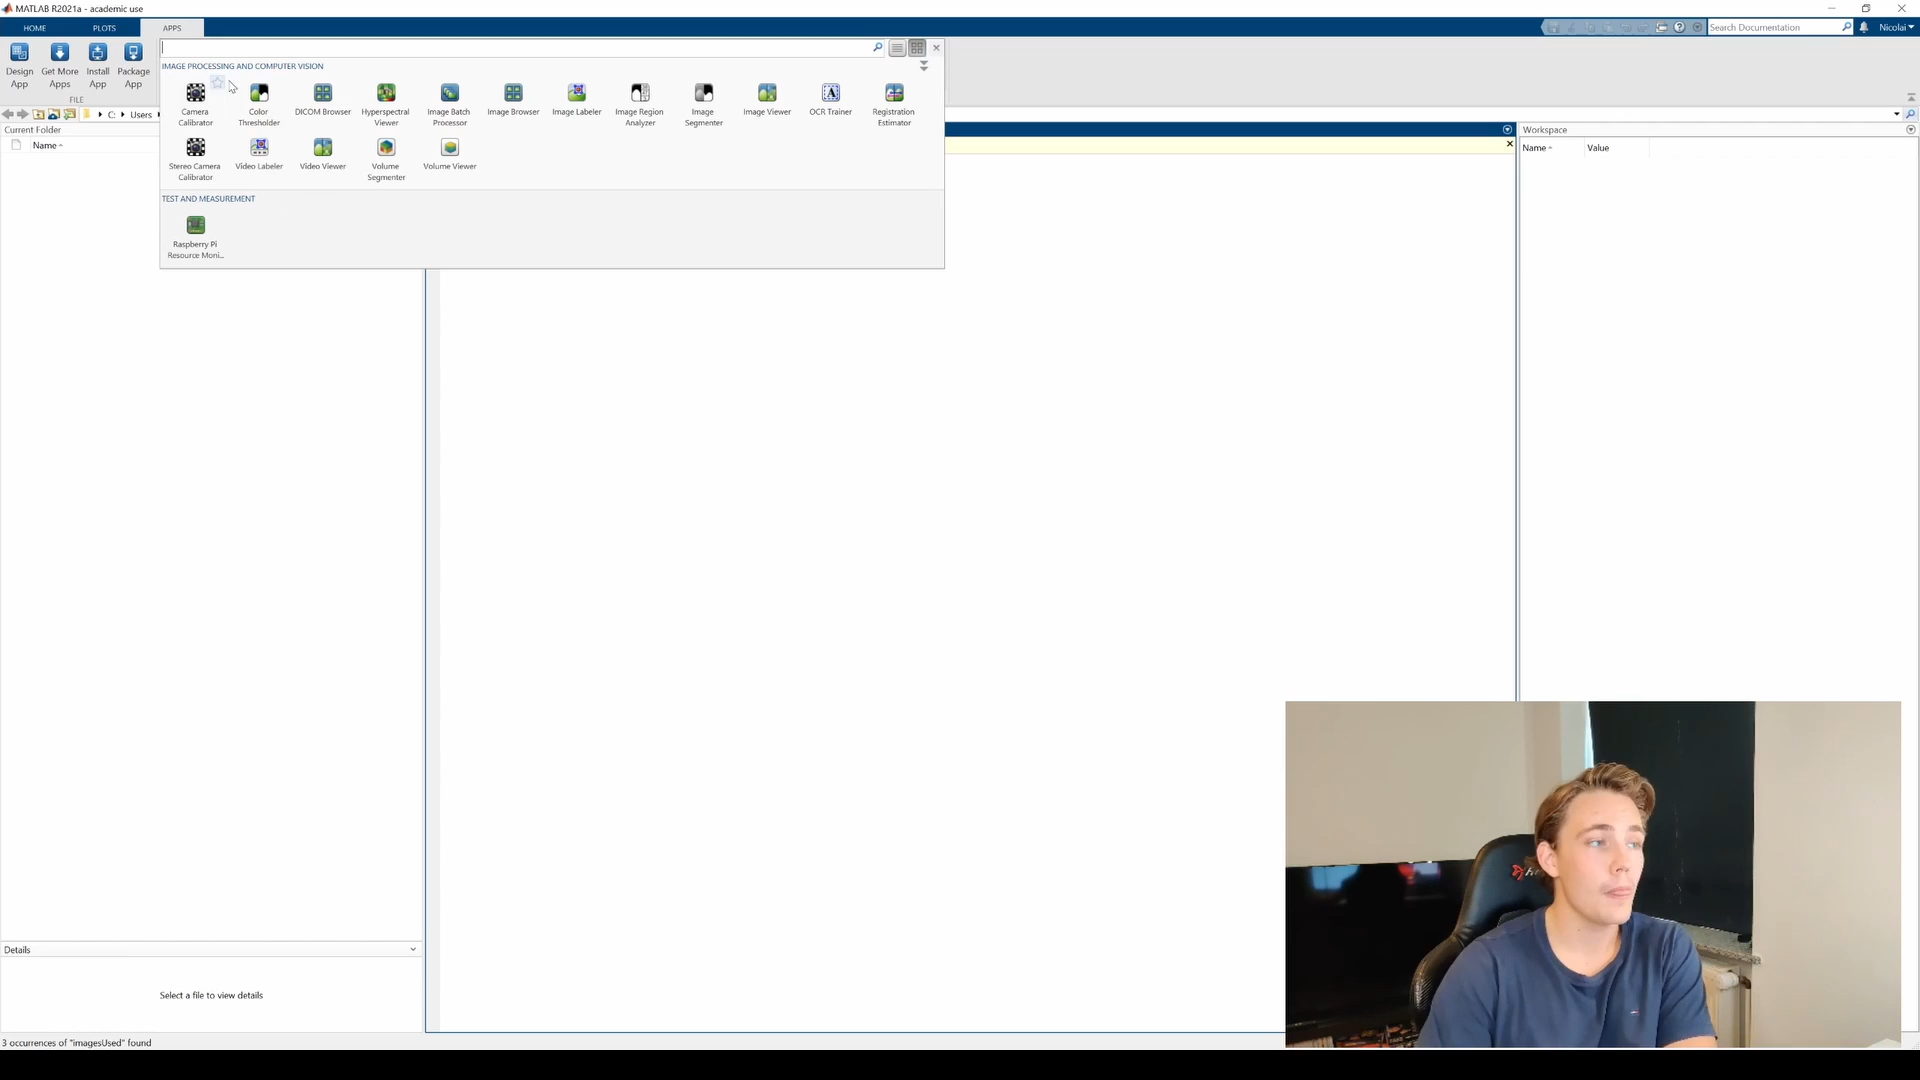 MATLAB R2021a - academic use
HOME PLOTS APPS
Search Documentation
Nicolai
Design App
Get More Apps
Install App
Package App
FILE
IMAGE PROCESSING AND COMPUTER VISION
Camera Calibrator
Color Thresholder
DICOM Browser
Hyperspectral Viewer
Image Batch Processor
Image Browser
Image Labeler
Image Region Analyzer
Image Segmenter
Image Viewer
OCR Trainer
Registration Estimator
Stereo Camera Calibrator
Video Labeler
Video Viewer
Volume Segmenter
Volume Viewer
TEST AND MEASUREMENT
Raspberry Pi Resource Moni...
C: Users
Current Folder
Name
Workspace
Name Value
Details
Select a file to view details
3 occurrences of "imagesUsed" found